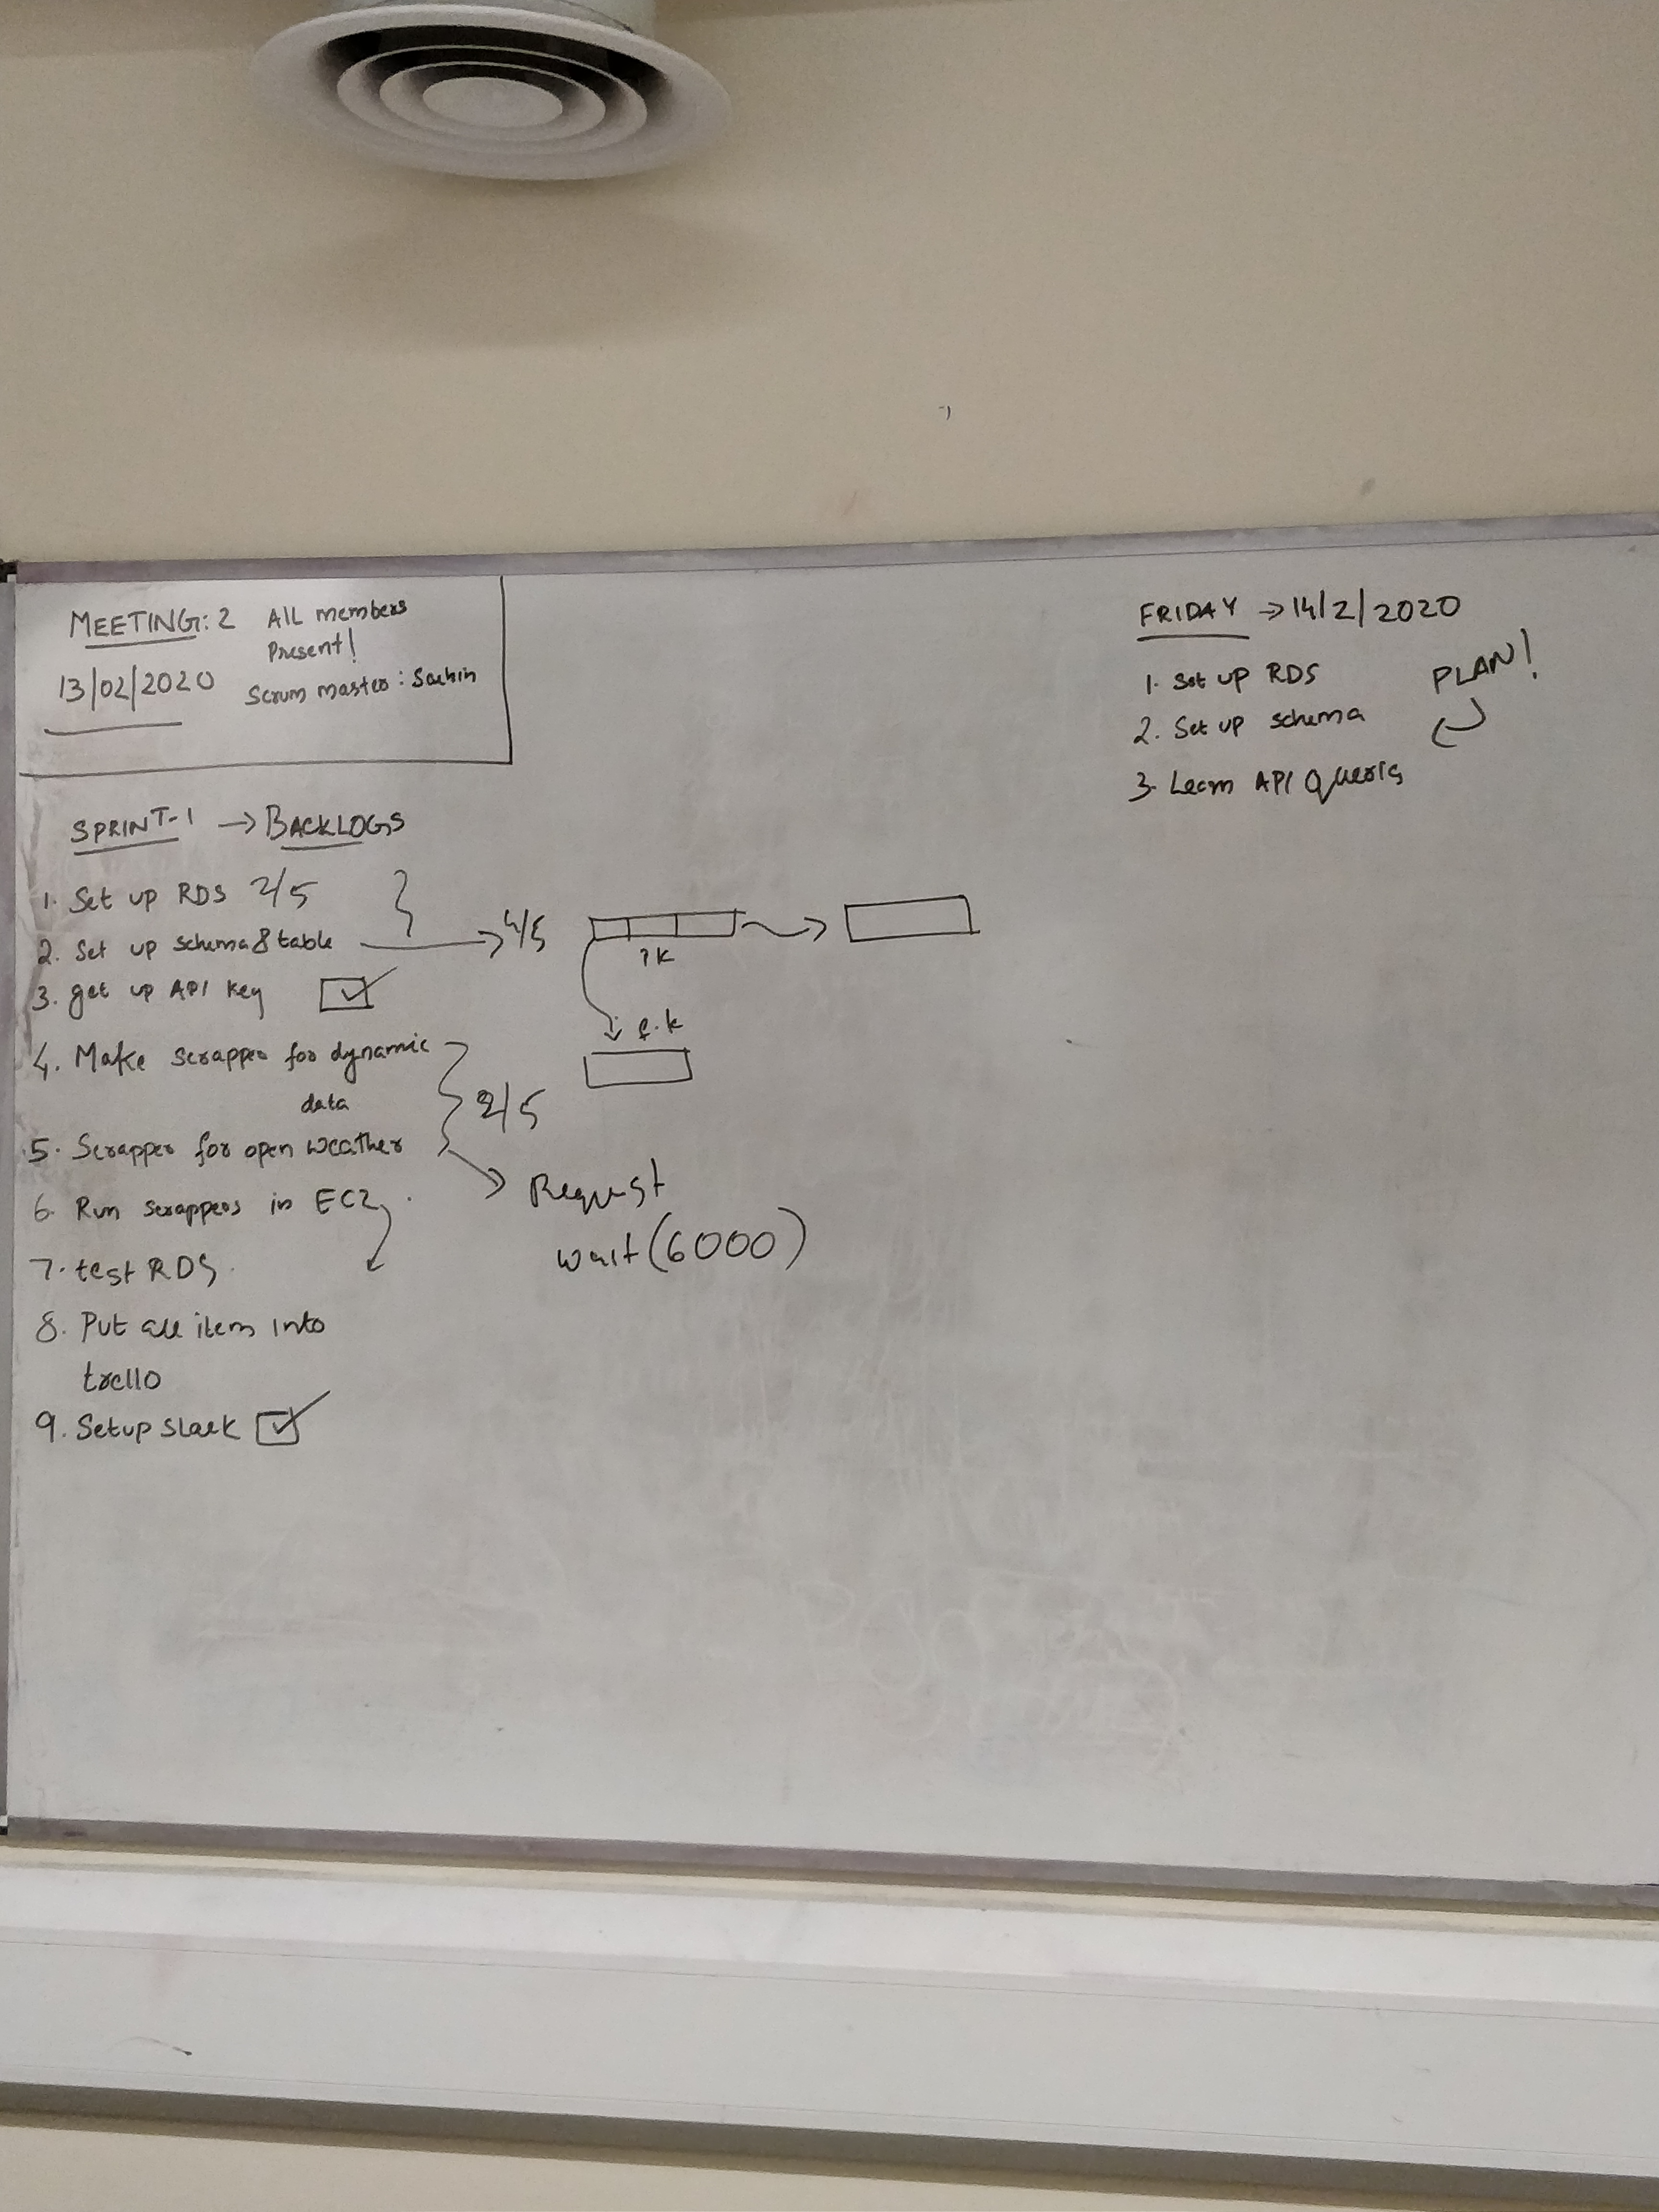 MEETING: 2 All members
Present!
13/02/2020 Scrum master: Sachin
SPRINT-1 → BACKLOGS
1. Set up RDS 2/5
2. Set up schema & table → 4/5
3. get up API key
4. Make scrapper for dynamic
data
2/5
5. Scrapper for open weather
6. Run scrappers in EC2
7. test RDS
8. Put all item into
trello
9. Setup slack
f.k
Request
wait(6000)
FRIDAY → 14/2/2020
1. Set up RDS
PLAN!
2. Set up schema
3. Learn API Queris